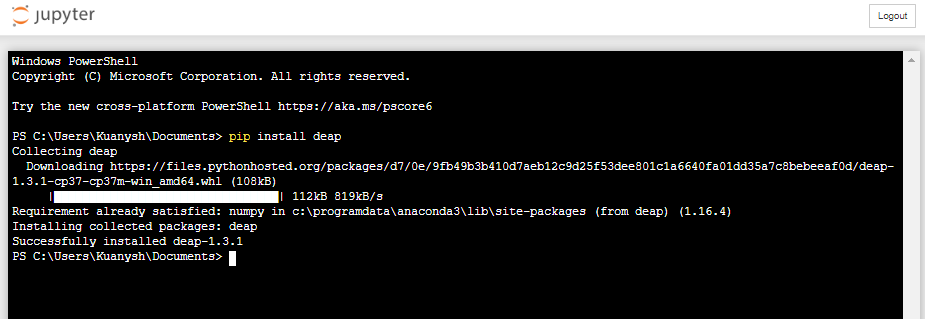 jupyter
Logout
Windows PowerShell
Copyright (C) Microsoft Corporation. All rights reserved.
Try the new cross-platform PowerShell https://aka.ms/pscore6
PS C:\Users\Kuanysh\Documents> pip install deap
Collecting deap
  Downloading https://files.pythonhosted.org/packages/d7/0e/9fb49b3b410d7aeb12c9d25f53dee801c1a6640fa01dd35a7c8bebeeaf0d/deap-
1.3.1-cp37-cp37m-win_amd64.whl (108kB)
     || 112kB 819kB/s
Requirement already satisfied: numpy in c:\programdata\anaconda3\lib\site-packages (from deap) (1.16.4)
Installing collected packages: deap
Successfully installed deap-1.3.1
PS C:\Users\Kuanysh\Documents>